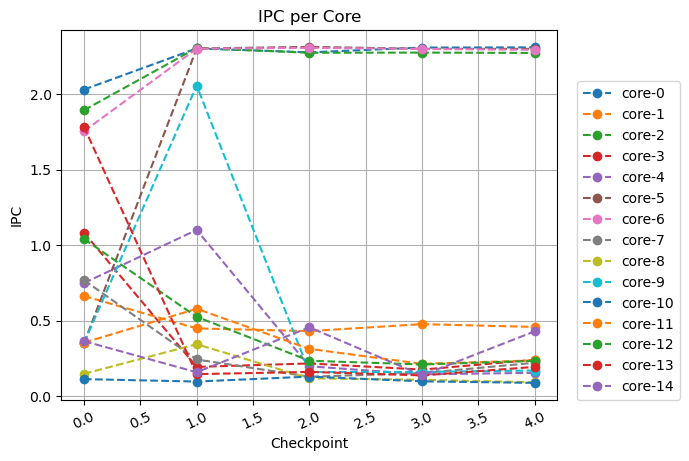 IPC per Core
IPC
2.0
1.5
1.0
0.5
0.0
0.0 0.5 1.0 1.5 2.0 2.5 3.0 3.5 4.0
Checkpoint
core-0
core-1
core-2
core-3
core-4
core-5
core-6
core-7
core-8
core-9
core-10
core-11
core-12
core-13
core-14